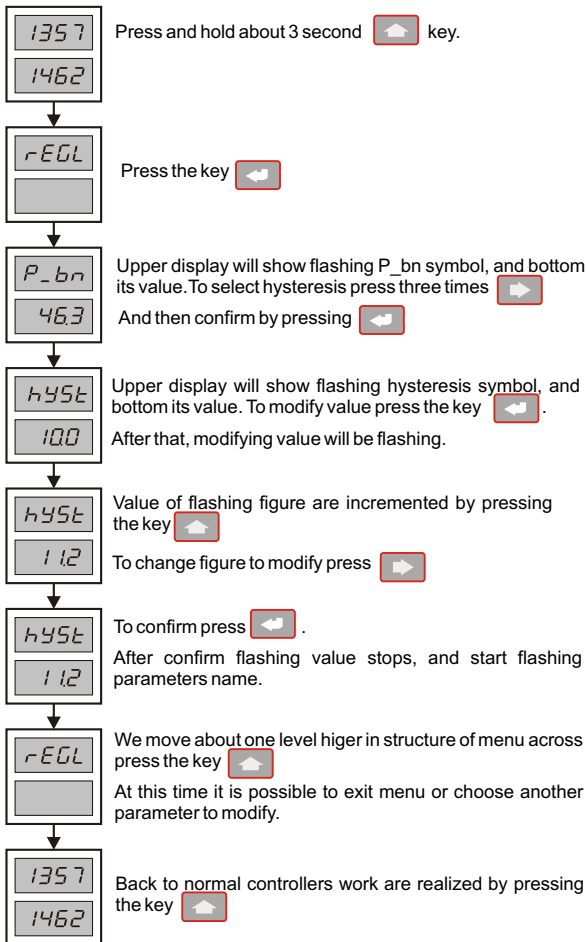 1357
1462
Press and hold about 3 second key.
rEGL
Press the key
P_bn
46.3
Upper display will show flashing P_bn symbol, and bottom
its value. To select hysteresis press three times
And then confirm by pressing
hYSt
10.0
Upper display will show flashing hysteresis symbol, and
bottom its value. To modify value press the key .
After that, modifying value will be flashing.
hYSt
11.2
Value of flashing figure are incremented by pressing
the key
To change figure to modify press
hYSt
11.2
To confirm press .
After confirm flashing value stops, and start flashing
parameters name.
rEGL
We move about one level higer in structure of menu across
press the key
At this time it is possible to exit menu or choose another
parameter to modify.
1357
1462
Back to normal controllers work are realized by pressing
the key